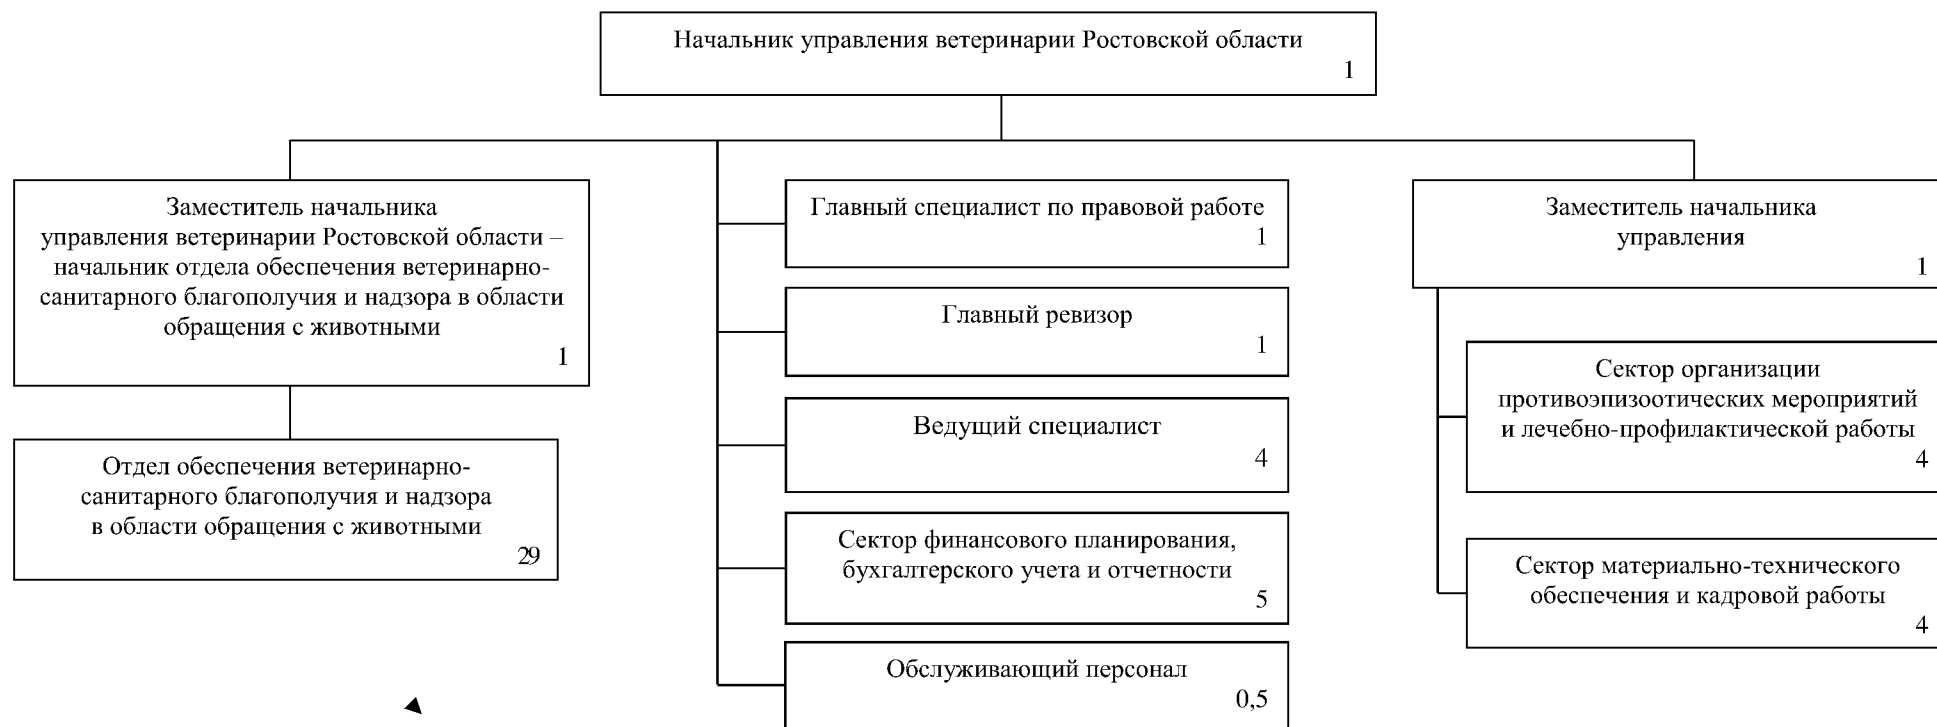 Начальник управления ветеринарии Ростовской области
1
Заместитель начальника
управления ветеринарии Ростовской области –
начальник отдела обеспечения ветеринарно-
санитарного благополучия и надзора в области
обращения с животными
1
Отдел обеспечения ветеринарно-
санитарного благополучия и надзора
в области обращения с животными
29
Главный специалист по правовой работе
1
Главный ревизор
1
Ведущий специалист
4
Сектор финансового планирования,
бухгалтерского учета и отчетности
5
Обслуживающий персонал
0,5
Заместитель начальника
управления
1
Сектор организации
противоэпизоотических мероприятий
и лечебно-профилактической работы
4
Сектор материально-технического
обеспечения и кадровой работы
4